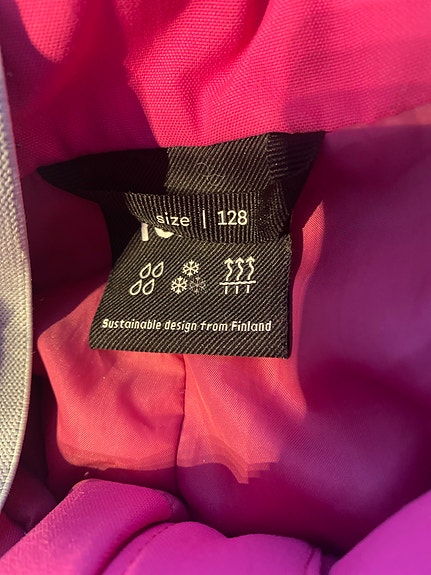 size | 128
Sustainable design from Finland